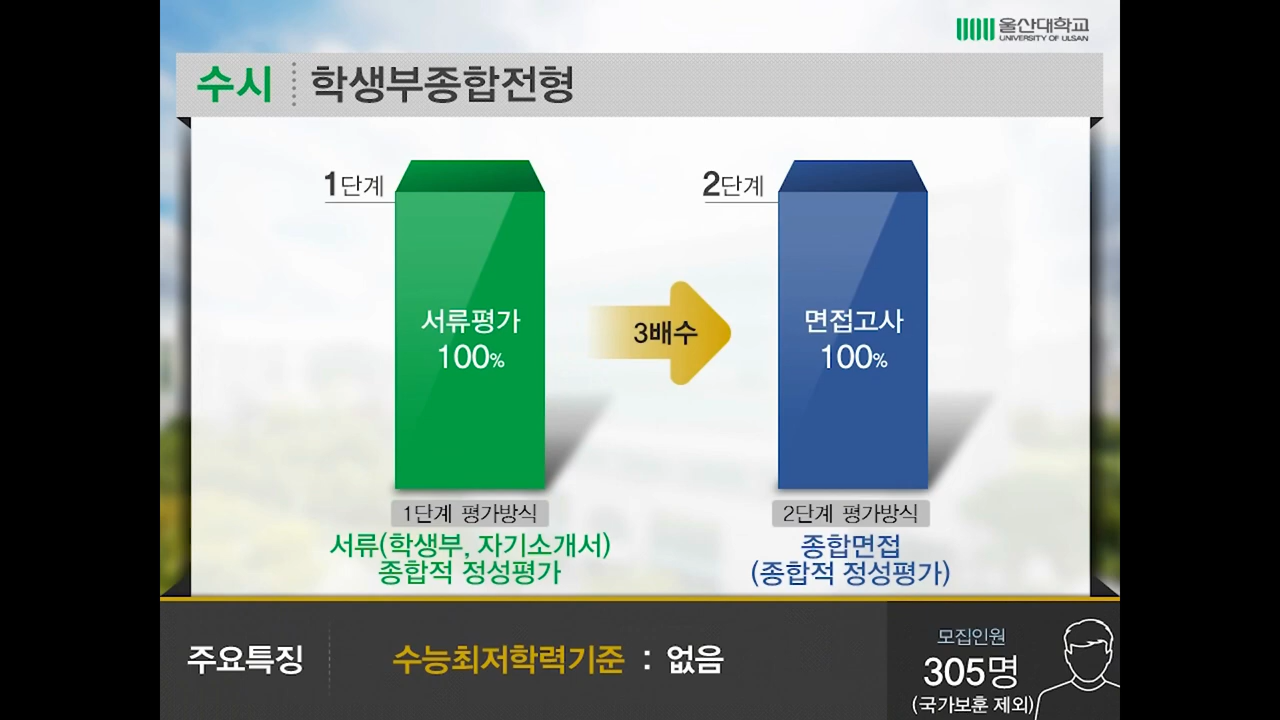 울산대학교
UNIVERSITY OF ULSAN
수시 학생부종합전형
1단계
서류평가
100%
3배수
2단계
면접고사
100%
1단계 평가방식
서류(학생부, 자기소개서)
종합적 정성평가
2단계 평가방식
종합면접
(종합적 정성평가)
주요특징
수능최저학력기준 : 없음
모집인원
305명
(국가보훈 제외)